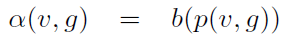 α(v, g) = b(p(v, g))